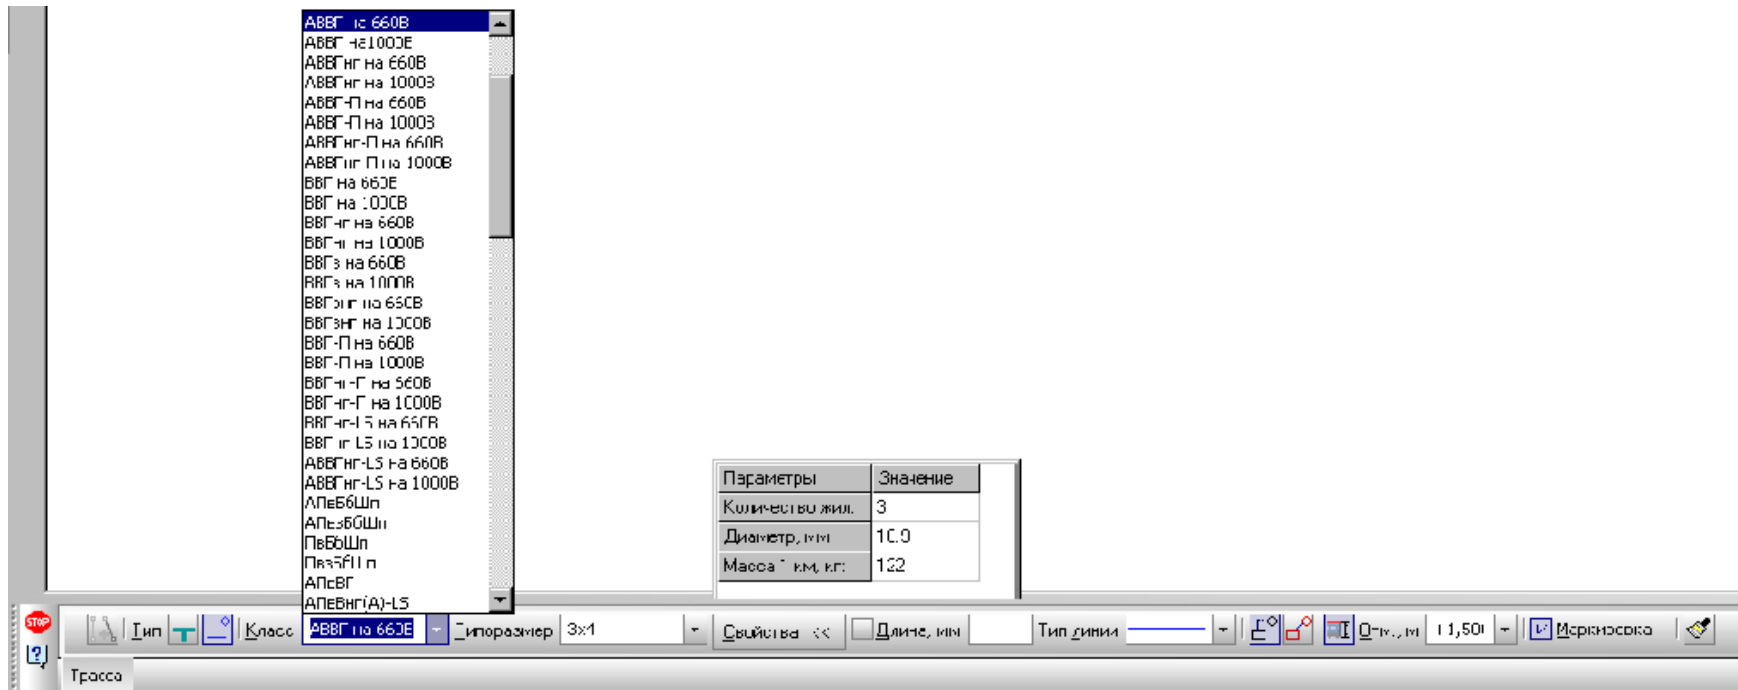 АВВГ на 660В
АВВГ на1000В
АВВГнг на 660В
АВВГнг на 1000В
АВВГ-П на 660В
АВВГ-П на 1000В
АВВГнг-П на 660В
АВВГнг-П на 1000В
ВВГ на 660В
ВВГ на 1000В
ВВГнг на 660В
ВВГнг на 1000В
ВВГз на 660В
ВВГз на 1000В
ВВГзнг на 660В
ВВГзнг на 1000В
ВВГ-П на 660В
ВВГ-П на 1000В
ВВГнг-П на 660В
ВВГнг-П на 1000В
ВВГнг-LS на 660В
ВВГнг-LS на 1000В
АВВГнг-LS на 660В
АВВГнг-LS на 1000В
АПвБбШп
АПвзБбШп
ПвБбШп
ПвзБбШп
АПвВГ
АПвВнг(А)-LS
Параметры Значение
Количество жил. 3
Диаметр, мм 10.9
Масса 1 км, кг: 122
STOP Тип Класс АВВГ на 660В Типоразмер 3х4 Свойства << Длина, мм Тип линии Отм., м +1,50 Маркировка
Трасса